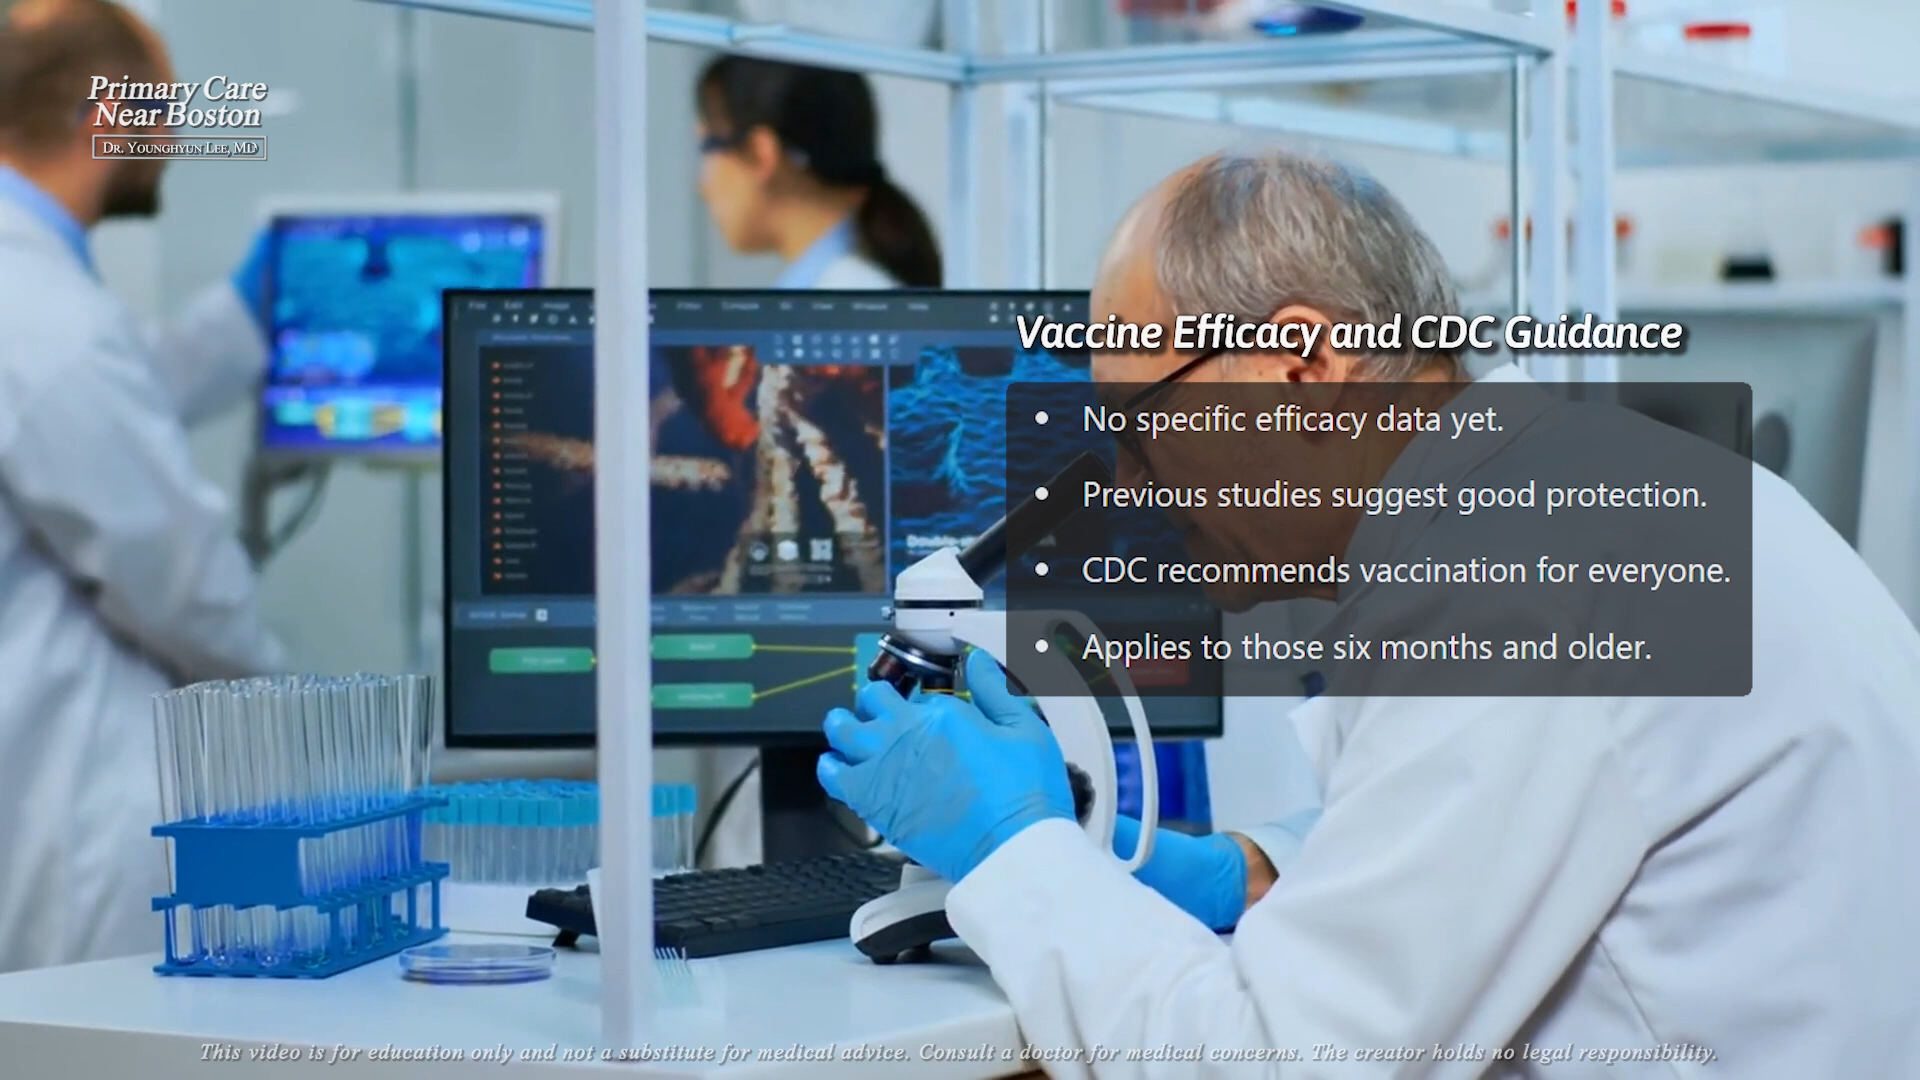 Primary Care
Near Boston
DR. YOUNGHYUN LEE, MD
Vaccine Efficacy and CDC Guidance
• No specific efficacy data yet.
• Previous studies suggest good protection.
• CDC recommends vaccination for everyone.
• Applies to those six months and older.
This video is for education only and not a substitute for medical advice. Consult a doctor for medical concerns. The creator holds no legal responsibility.